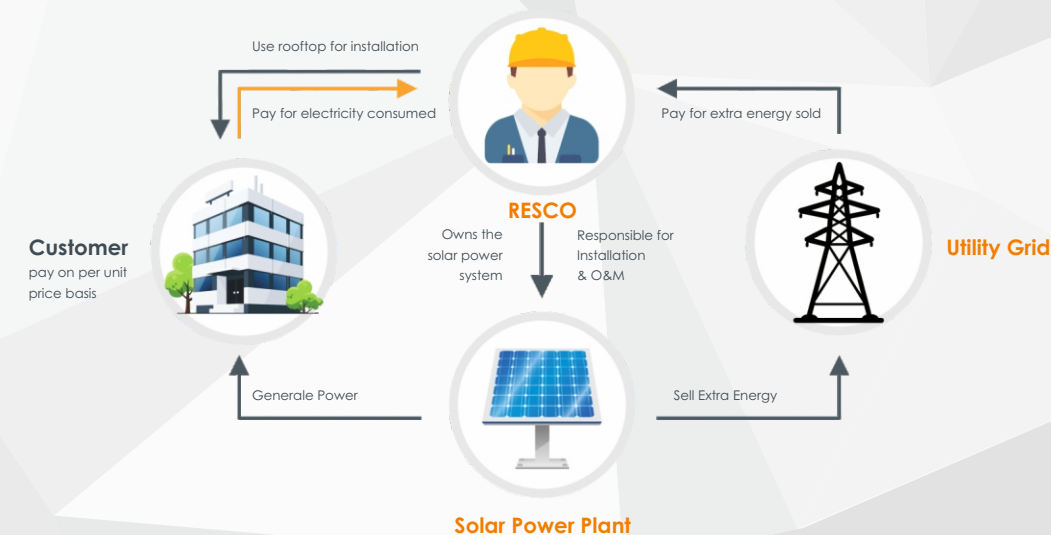 Use rooftop for installation
Pay for electricity consumed
Pay for extra energy sold
RESCO
Owns the
solar power
system
Responsible for
Installation
& O&M
Customer
pay on per unit
price basis
Utility Grid
Generale Power
Sell Extra Energy
Solar Power Plant